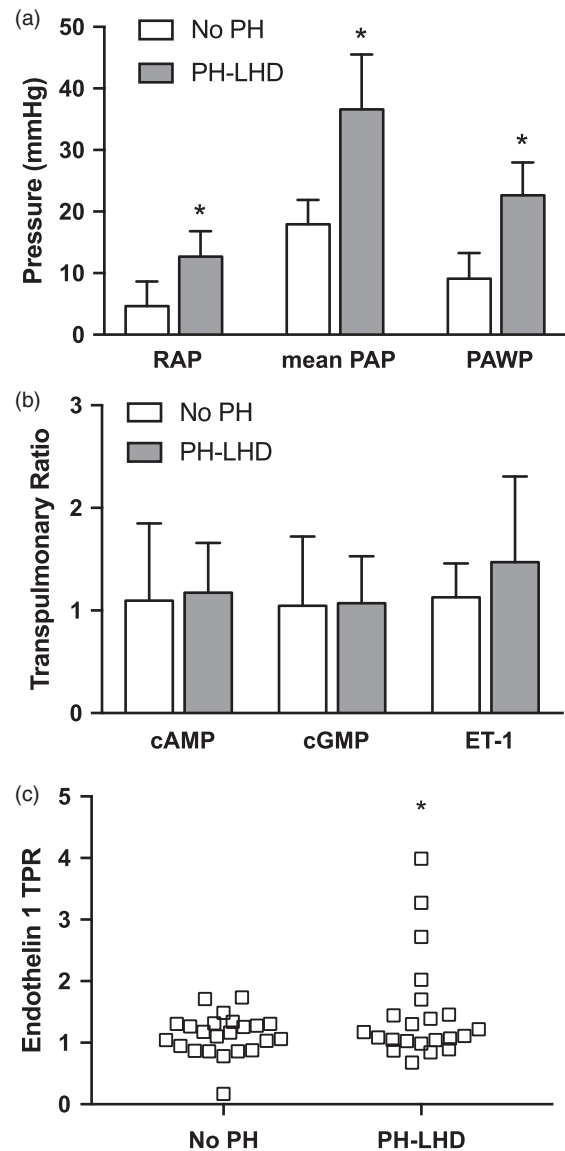 (a)
50
40
30
20
10
0
Pressure (mmHg)
No PH
PH-LHD
*
*
*
RAP mean PAP PAWP
(b)
3
2
1
0
Transpulmonary Ratio
No PH
PH-LHD
cAMP cGMP ET-1
(c)
5
4
3
2
1
0
Endothelin 1 TPR
*
No PH PH-LHD